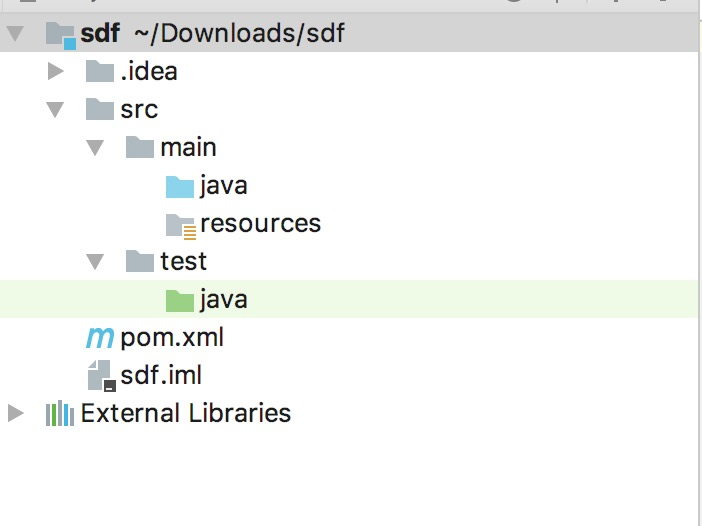 sdf ~/Downloads/sdf
.idea
src
main
java
resources
test
java
pom.xml
sdf.iml
External Libraries